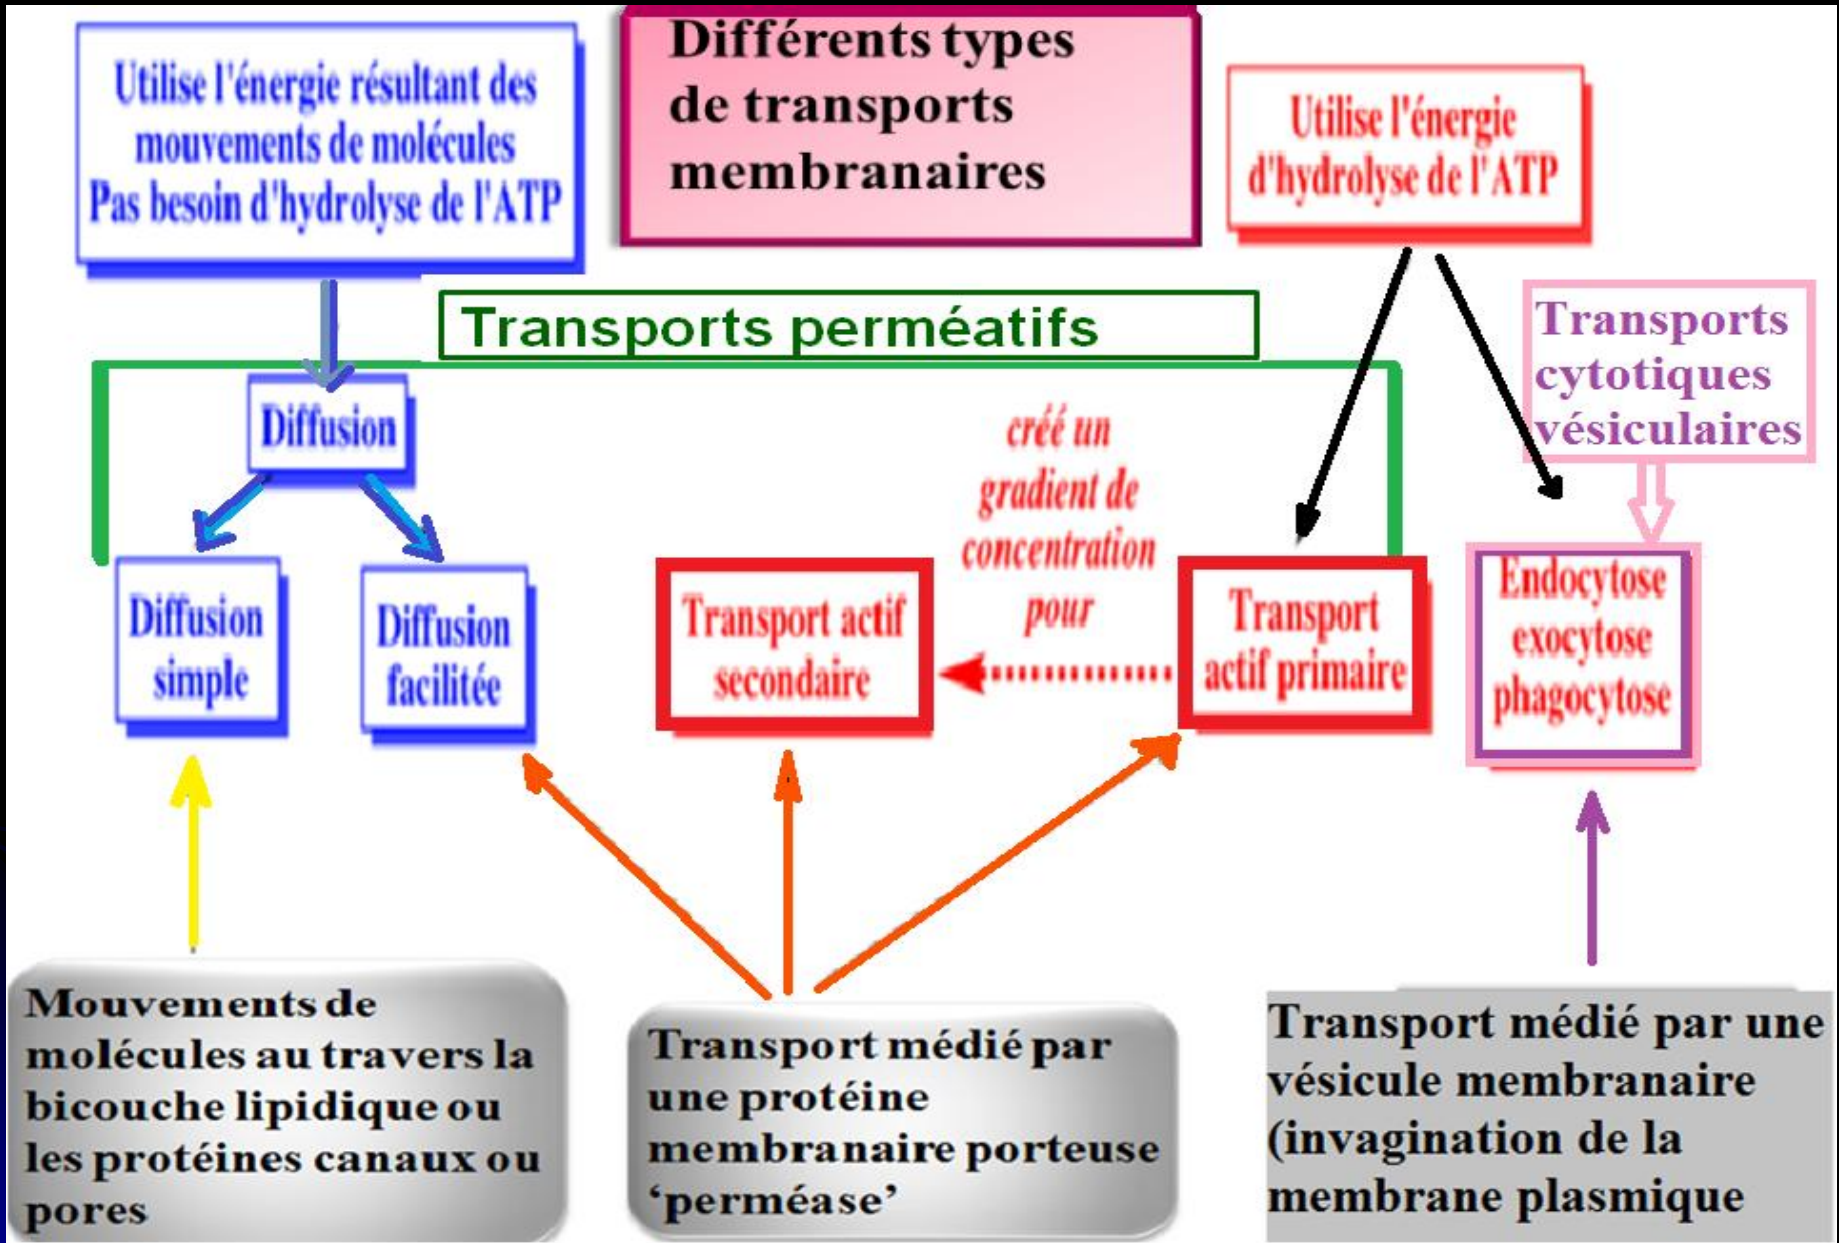 Utilise l'énergie résultant des
mouvements de molécules
Pas besoin d'hydrolyse de l'ATP
Différents types
de transports
membranaires
Utilise l'énergie
d'hydrolyse de l'ATP
Transports perméatifs
Transports
cytotiques
vésiculaires
Diffusion
créé un
gradient de
concentration
pour
Diffusion
simple
Diffusion
facilitée
Transport actif
secondaire
Transport
actif primaire
Endocytose
exocytose
phagocytose
Mouvements de
molécules au travers la
bicouche lipidique ou
les protéines canaux ou
pores
Transport médié par
une protéine
membranaire porteuse
‘perméase’
Transport médié par une
vésicule membranaire
(invagination de la
membrane plasmique